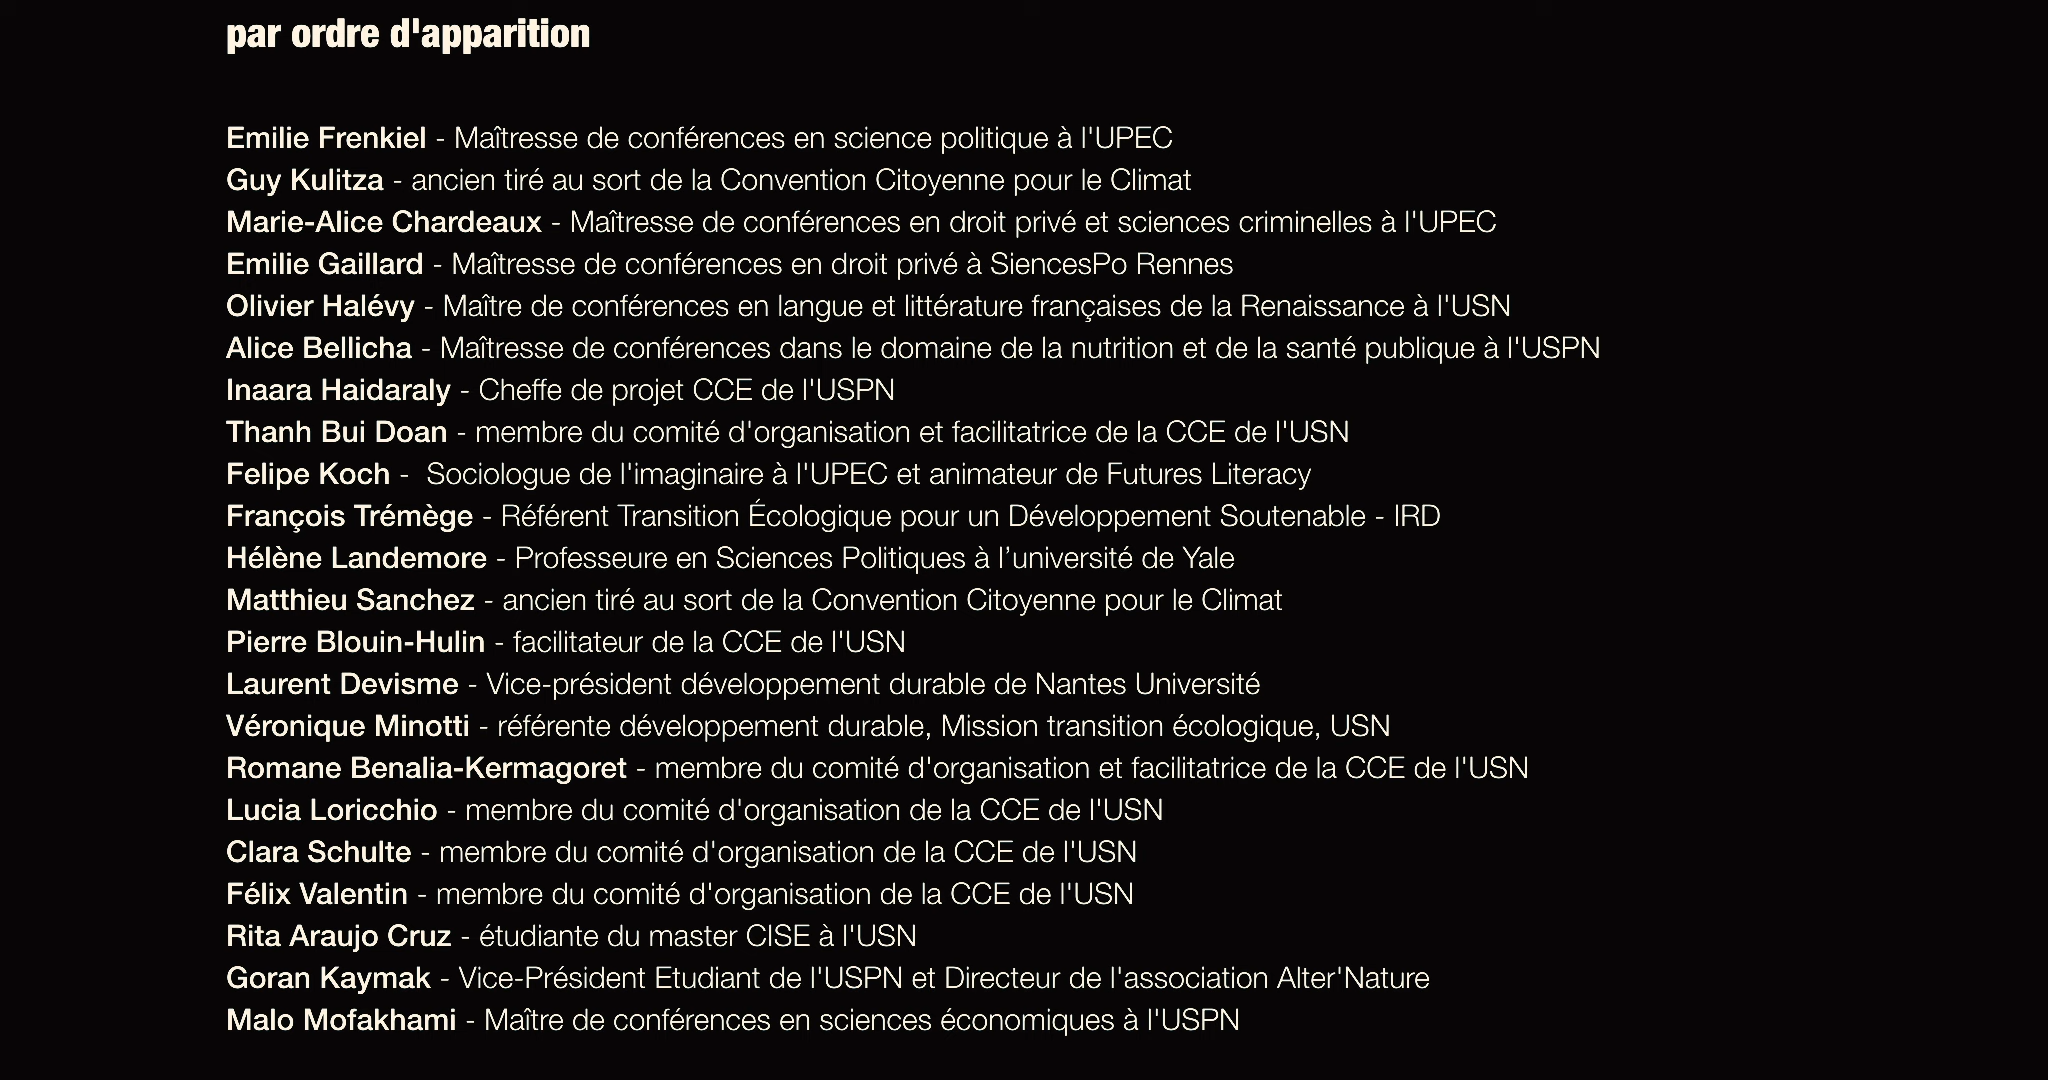 par ordre d'apparition
Emilie Frenkiel - Maîtresse de conférences en science politique à l'UPEC
Guy Kulitza - ancien tiré au sort de la Convention Citoyenne pour le Climat
Marie-Alice Chardeaux - Maîtresse de conférences en droit privé et sciences criminelles à l'UPEC
Emilie Gaillard - Maîtresse de conférences en droit privé à SiencesPo Rennes
Olivier Halévy - Maître de conférences en langue et littérature françaises de la Renaissance à l'USN
Alice Bellicha - Maîtresse de conférences dans le domaine de la nutrition et de la santé publique à l'USPN
Inaara Haidaraly - Cheffe de projet CCE de l'USPN
Thanh Bui Doan - membre du comité d'organisation et facilitatrice de la CCE de l'USN
Felipe Koch -  Sociologue de l'imaginaire à l'UPEC et animateur de Futures Literacy
François Trémège - Référent Transition Écologique pour un Développement Soutenable - IRD
Hélène Landemore - Professeure en Sciences Politiques à l’université de Yale
Matthieu Sanchez - ancien tiré au sort de la Convention Citoyenne pour le Climat
Pierre Blouin-Hulin - facilitateur de la CCE de l'USN
Laurent Devisme - Vice-président développement durable de Nantes Université
Véronique Minotti - référente développement durable, Mission transition écologique, USN
Romane Benalia-Kermagoret - membre du comité d'organisation et facilitatrice de la CCE de l'USN
Lucia Loricchio - membre du comité d'organisation de la CCE de l'USN
Clara Schulte - membre du comité d'organisation de la CCE de l'USN
Félix Valentin - membre du comité d'organisation de la CCE de l'USN
Rita Araujo Cruz - étudiante du master CISE à l'USN
Goran Kaymak - Vice-Président Etudiant de l'USPN et Directeur de l'association Alter'Nature
Malo Mofakhami - Maître de conférences en sciences économiques à l'USPN